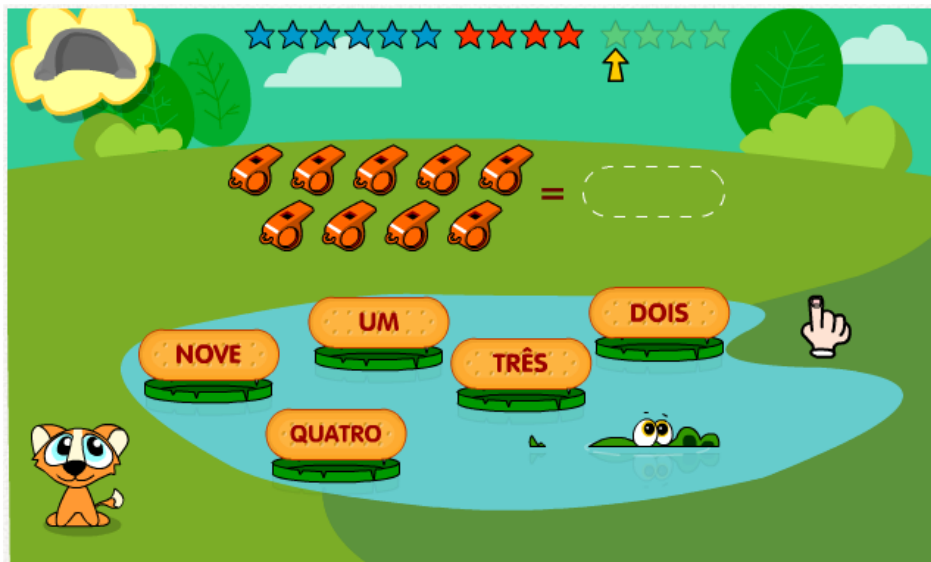 =
UM
DOIS
NOVE
TRÊS
QUATRO